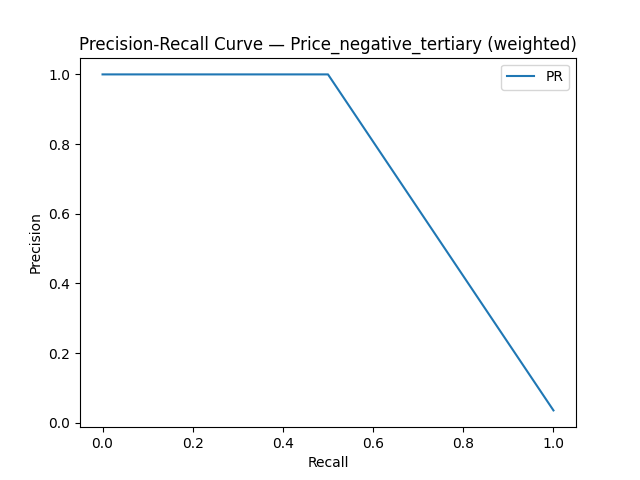 Precision-Recall Curve — Price_negative_tertiary (weighted)
PR
1.0
0.8
0.6
0.4
0.2
0.0
Precision
0.0 0.2 0.4 0.6 0.8 1.0
Recall